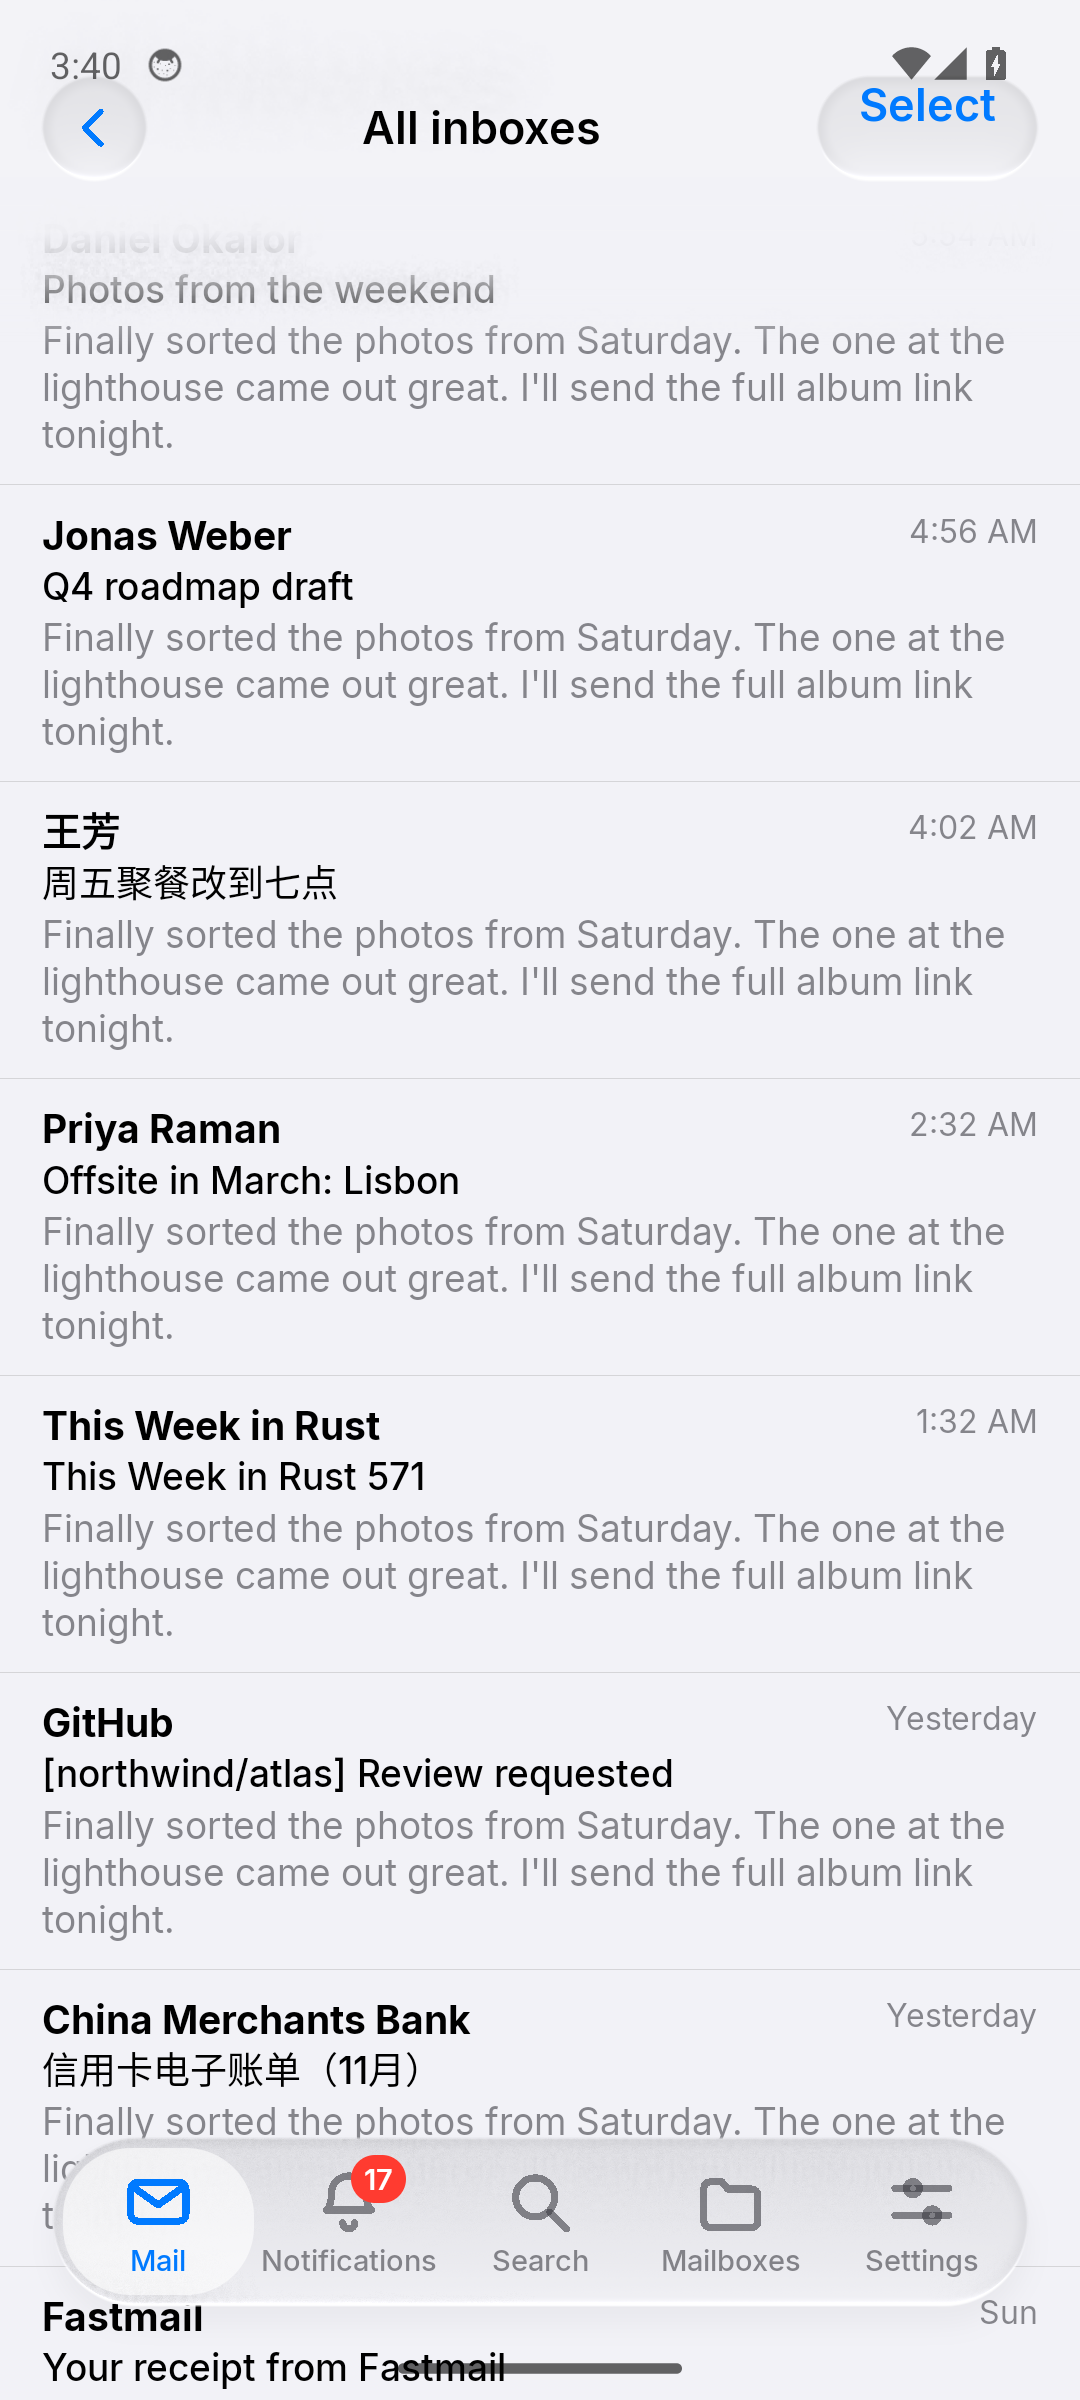 3:40
All inboxes
Select
Daniel Okafor
Photos from the weekend
Finally sorted the photos from Saturday. The one at the
lighthouse came out great. I'll send the full album link
tonight.
Jonas Weber
4:56 AM
Q4 roadmap draft
Finally sorted the photos from Saturday. The one at the
lighthouse came out great. I'll send the full album link
tonight.
王芳
4:02 AM
周五聚餐改到七点
Finally sorted the photos from Saturday. The one at the
lighthouse came out great. I'll send the full album link
tonight.
Priya Raman
2:32 AM
Offsite in March: Lisbon
Finally sorted the photos from Saturday. The one at the
lighthouse came out great. I'll send the full album link
tonight.
This Week in Rust
1:32 AM
This Week in Rust 571
Finally sorted the photos from Saturday. The one at the
lighthouse came out great. I'll send the full album link
tonight.
GitHub
Yesterday
[northwind/atlas] Review requested
Finally sorted the photos from Saturday. The one at the
lighthouse came out great. I'll send the full album link
tonight.
China Merchants Bank
Yesterday
信用卡电子账单（11月）
Finally sorted the photos from Saturday. The one at the
17
Mail
Notifications
Search
Mailboxes
Settings
Fastmail
Sun
Your receipt from Fastmail